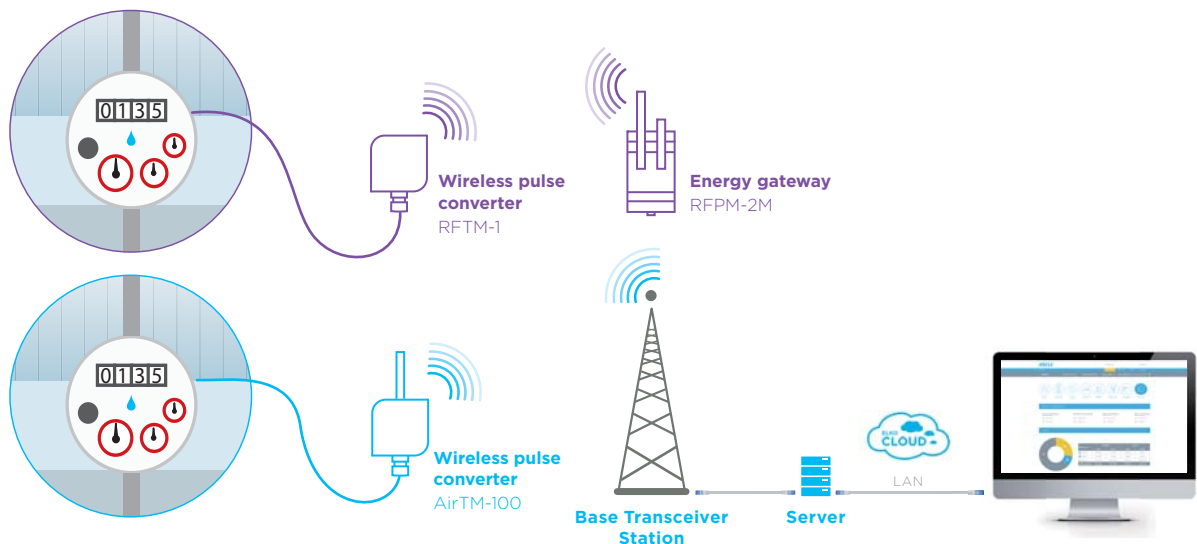 0135
Wireless pulse
converter
RFTM-1
Energy gateway
RFPM-2M
0135
Wireless pulse
converter
AirTM-100
Base Transceiver
Station
Server
ELKO
CLOUD
LAN